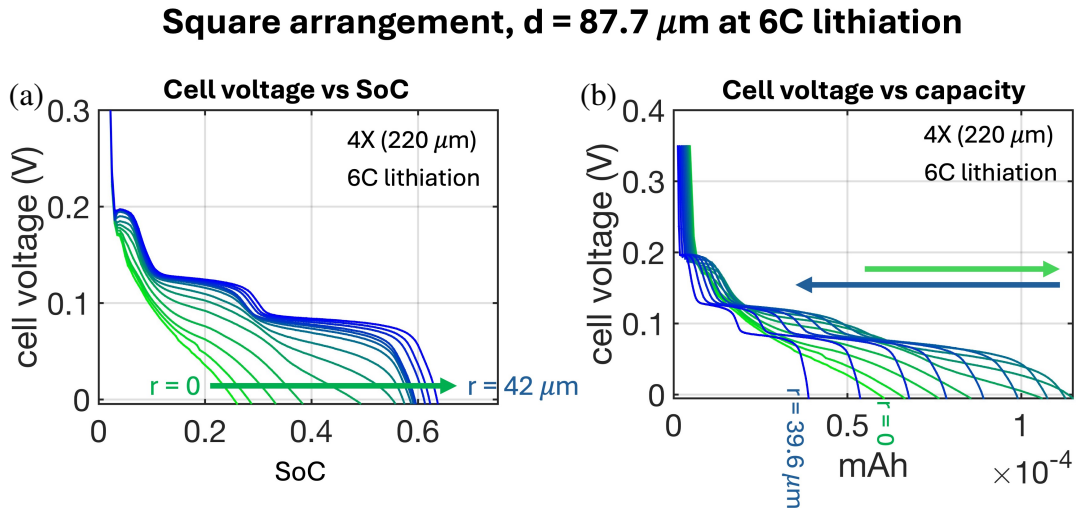 Square arrangement, d = 87.7 μm at 6C lithiation
(a)
Cell voltage vs SoC
0.3
0.2
0.1
0
cell voltage (V)
4X (220 μm)
6C lithiation
r = 0
r = 42 μm
0
0.2
0.4
0.6
SoC
(b)
Cell voltage vs capacity
0.4
0.3
0.2
0.1
0
cell voltage (V)
4X (220 μm)
6C lithiation
r = 39.6 μm
r = 0
0
0.5
1
mAh
×10⁻⁴